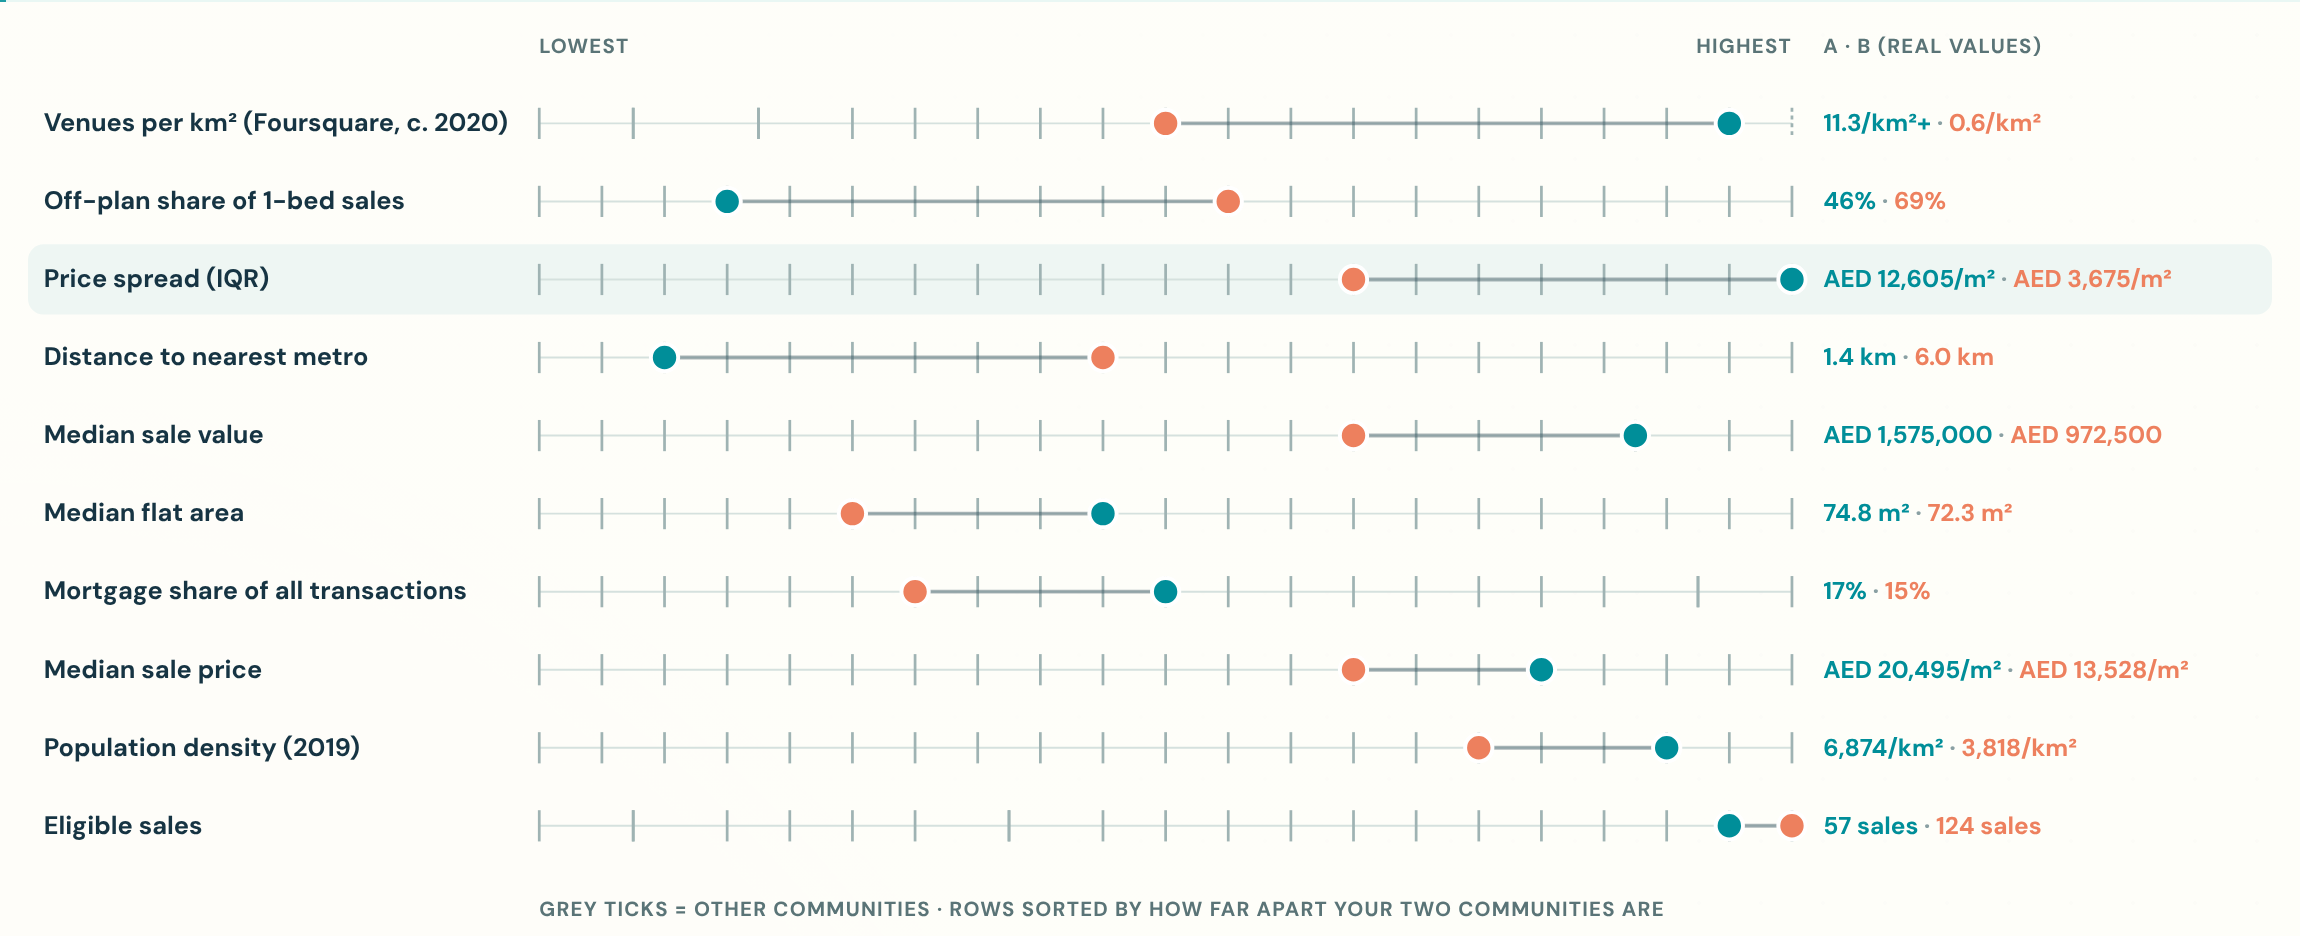 LOWEST HIGHEST A · B (REAL VALUES)
Venues per km² (Foursquare, c. 2020) 11.3/km²+ · 0.6/km²
Off-plan share of 1-bed sales 46% · 69%
Price spread (IQR) AED 12,605/m² · AED 3,675/m²
Distance to nearest metro 1.4 km · 6.0 km
Median sale value AED 1,575,000 · AED 972,500
Median flat area 74.8 m² · 72.3 m²
Mortgage share of all transactions 17% · 15%
Median sale price AED 20,495/m² · AED 13,528/m²
Population density (2019) 6,874/km² · 3,818/km²
Eligible sales 57 sales · 124 sales
GREY TICKS = OTHER COMMUNITIES · ROWS SORTED BY HOW FAR APART YOUR TWO COMMUNITIES ARE